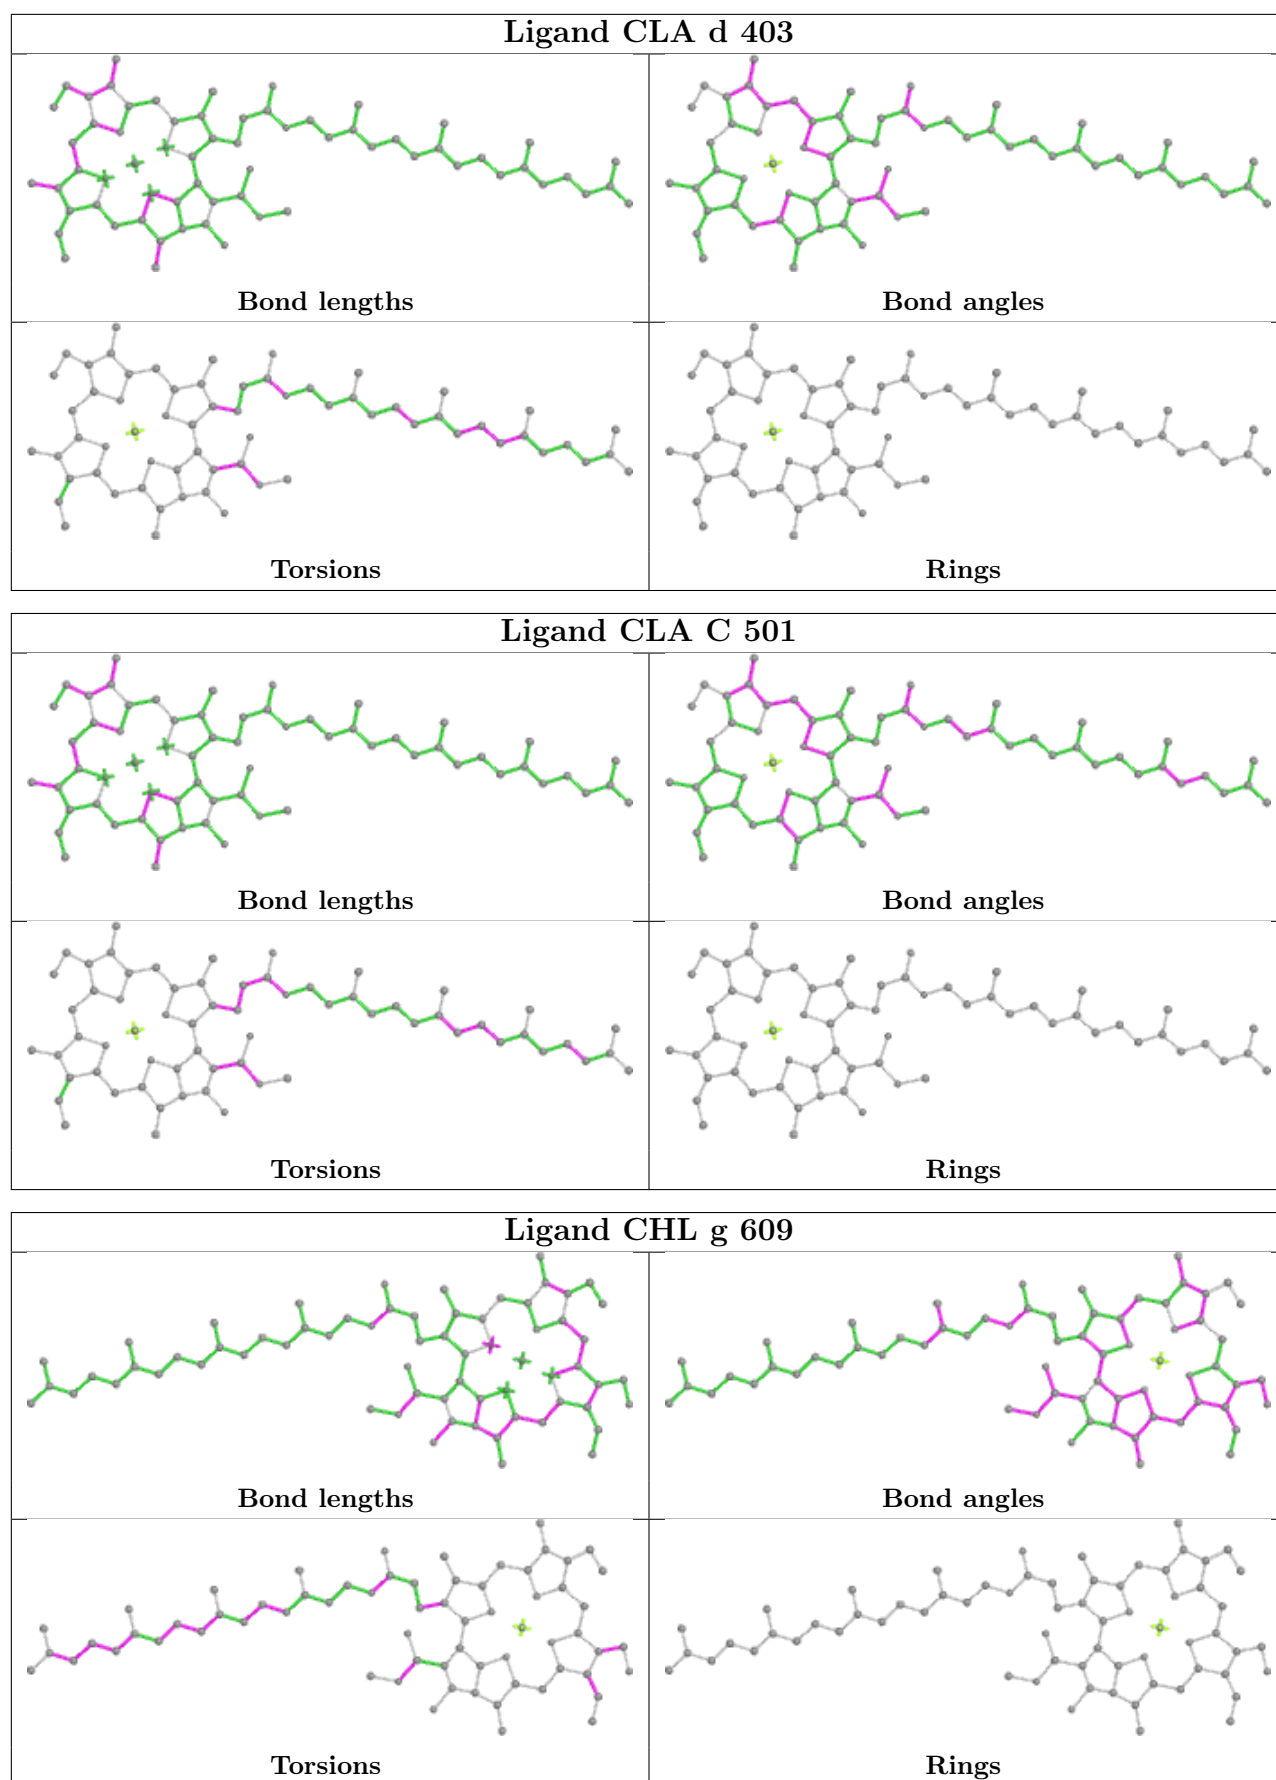 Ligand CLA d 403
Bond lengths
Bond angles
Torsions
Rings
Ligand CLA C 501
Bond lengths
Bond angles
Torsions
Rings
Ligand CHL g 609
Bond lengths
Bond angles
Torsions
Rings